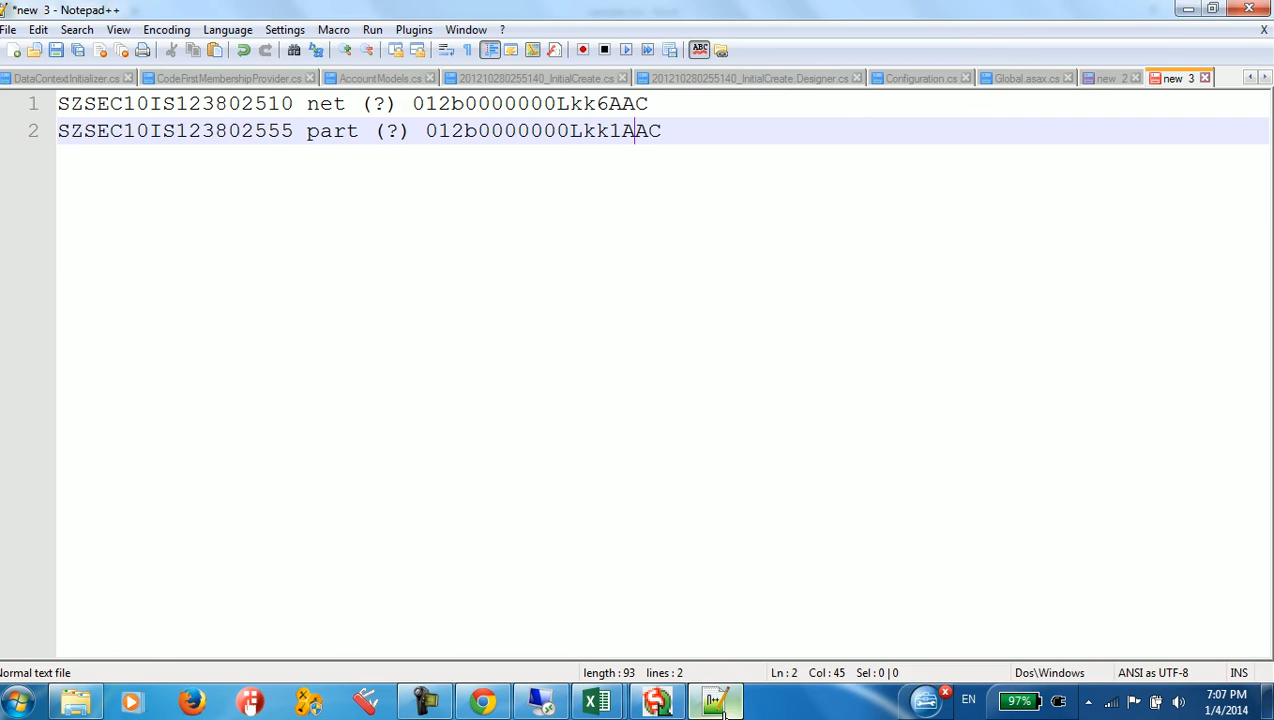 *new 3 - Notepad++
File Edit Search View Encoding Language Settings Macro Run Plugins Window ? X
ABC
DataContextInitializer.cs CodeFirstMembershipProvider.cs AccountModels.cs 201210280255140_InitialCreate.cs 201210280255140_InitialCreate.Designer.cs Configuration.cs Global.asax.cs new 2 new 3
1 SZSEC10IS123802510 net (?) 012b0000000Lkk6AAC
2 SZSEC10IS123802555 part (?) 012b0000000Lkk1AAC
Normal text file length : 93 lines : 2 Ln : 2 Col : 45 Sel : 0 | 0 Dos\Windows ANSI as UTF-8 INS
EN 97% 7:07 PM
1/4/2014